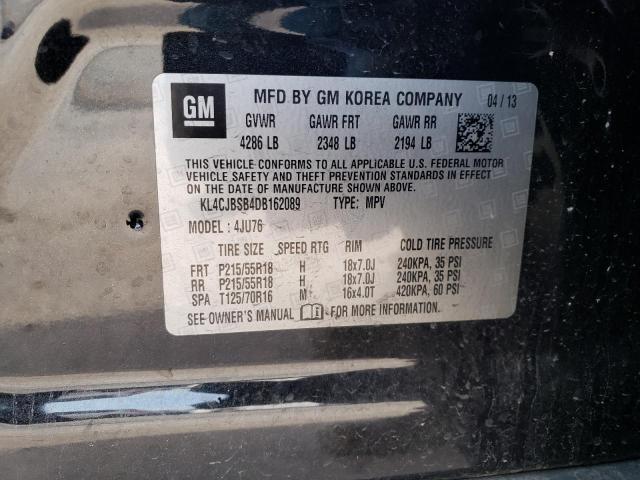 GM
MFD BY GM KOREA COMPANY 04 / 13
GVWR GAWR FRT GAWR RR
4286 LB 2348 LB 2194 LB
THIS VEHICLE CONFORMS TO ALL APPLICABLE U.S. FEDERAL MOTOR
VEHICLE SAFETY AND THEFT PREVENTION STANDARDS IN EFFECT
ON THE DATE OF MANUFACTURE SHOWN ABOVE.
KL4CJBSB4DB162089 TYPE: MPV
MODEL : 4JU76
TIRE SIZE SPEED RTG RIM COLD TIRE PRESSURE
FRT P215/55R18 H 18x7.0J 240KPA, 35 PSI
RR P215/55R18 H 18x7.0J 240KPA, 35 PSI
SPA T125/70R16 M 16x4.0T 420KPA, 60 PSI
SEE OWNER'S MANUAL FOR MORE INFORMATION.